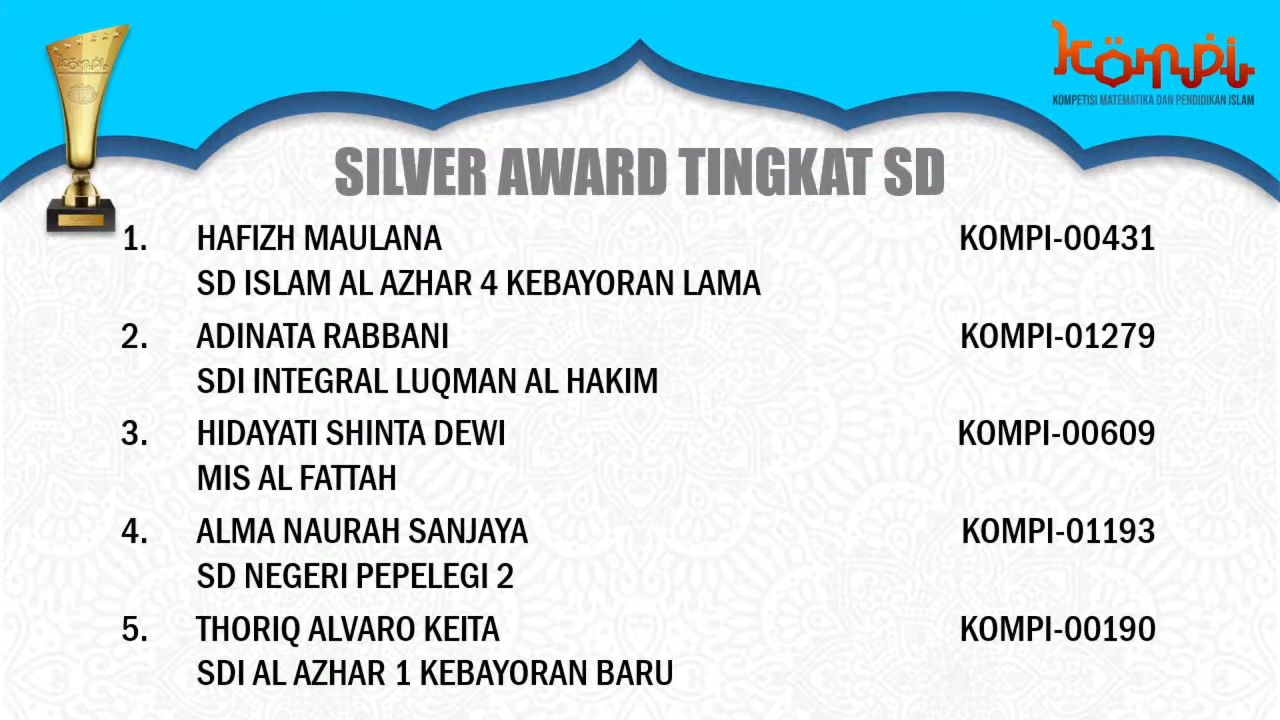 kömpi
KOMPETISI MATEMATIKA DAN PENDIDIKAN ISLAM
SILVER AWARD TINGKAT SD
1. HAFIZH MAULANA KOMPI-00431
SD ISLAM AL AZHAR 4 KEBAYORAN LAMA
2. ADINATA RABBANI KOMPI-01279
SDI INTEGRAL LUQMAN AL HAKIM
3. HIDAYATI SHINTA DEWI KOMPI-00609
MIS AL FATTAH
4. ALMA NAURAH SANJAYA KOMPI-01193
SD NEGERI PEPELEGI 2
5. THORIQ ALVARO KEITA KOMPI-00190
SDI AL AZHAR 1 KEBAYORAN BARU